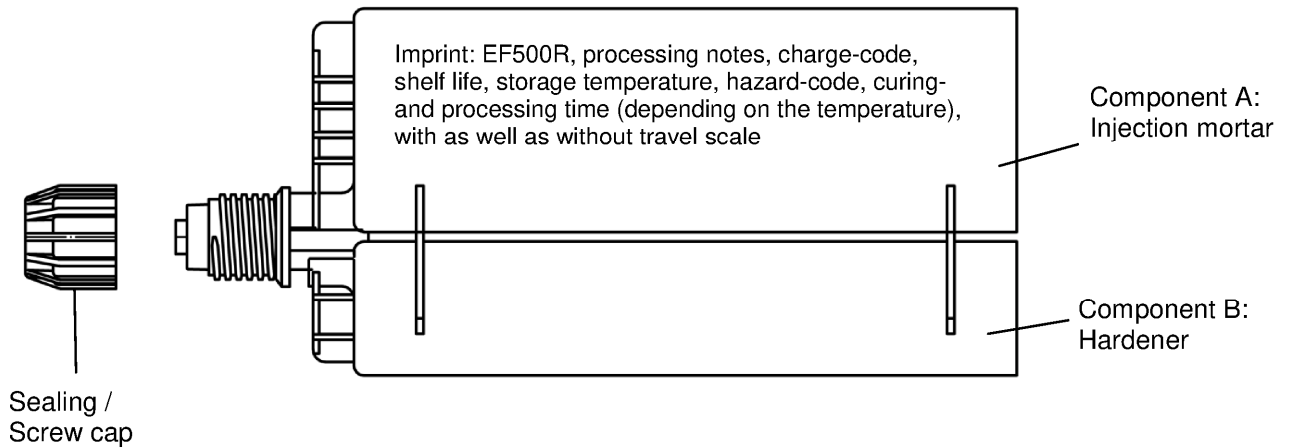 Imprint: EF500R, processing notes, charge-code,
shelf life, storage temperature, hazard-code, curing-
and processing time (depending on the temperature),
with as well as without travel scale
Component A:
Injection mortar
Component B:
Hardener
Sealing /
Screw cap